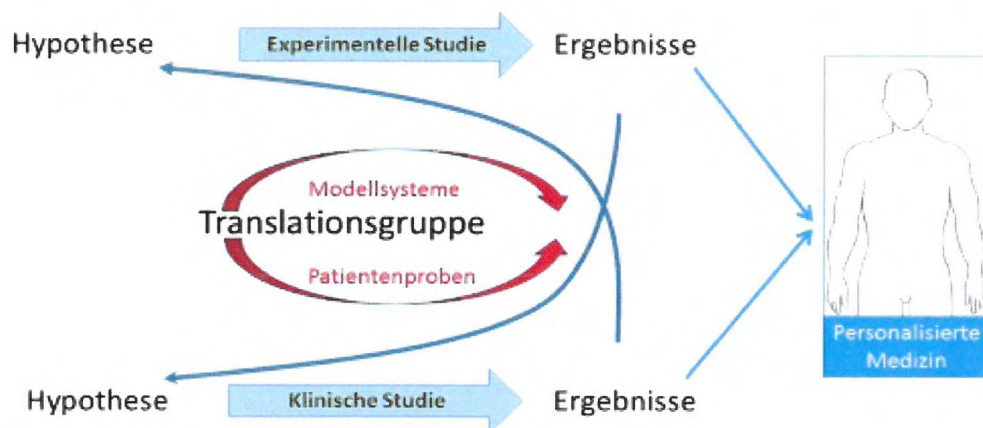 Hypothese
Experimentelle Studie
Ergebnisse
Modellsysteme
Translationsgruppe
Patientenproben
Personalisierte
Medizin
Hypothese
Klinische Studie
Ergebnisse